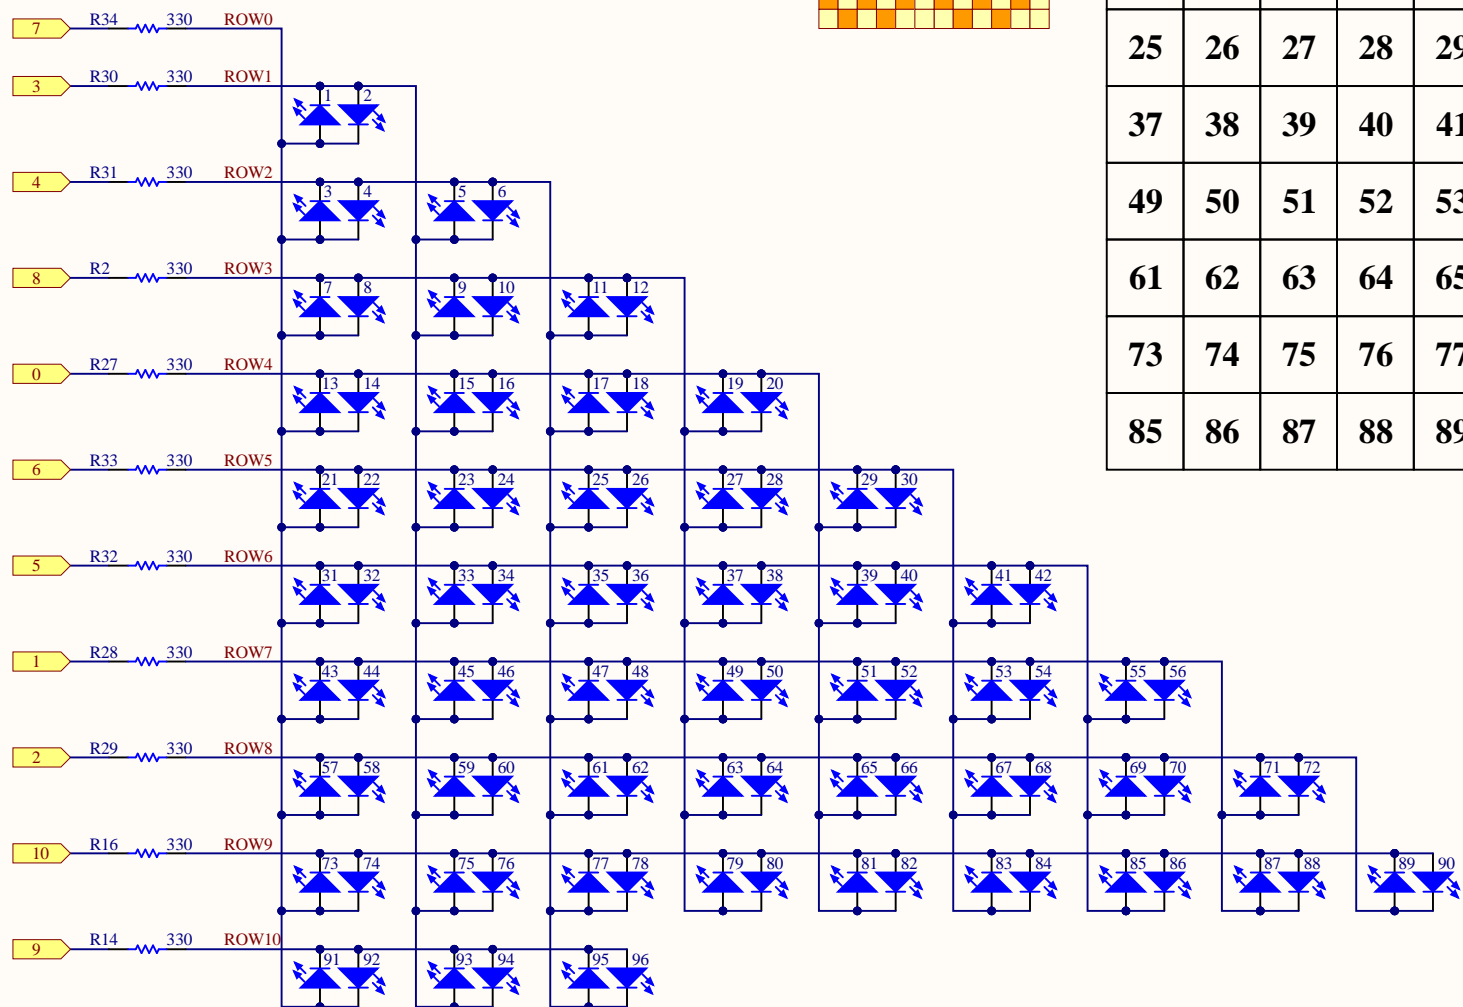 7 R34 330 ROW0
25 26 27 28 29
3 R30 330 ROW1
1 2
37 38 39 40 41
4 R31 330 ROW2
3 4 5 6
49 50 51 52 53
8 R2 330 ROW3
7 8 9 10 11 12
61 62 63 64 65
0 R27 330 ROW4
13 14 15 16 17 18 19 20
73 74 75 76 77
85 86 87 88 89
6 R33 330 ROW5
21 22 23 24 25 26 27 28 29 30
5 R32 330 ROW6
31 32 33 34 35 36 37 38 39 40 41 42
1 R28 330 ROW7
43 44 45 46 47 48 49 50 51 52 53 54 55 56
2 R29 330 ROW8
57 58 59 60 61 62 63 64 65 66 67 68 69 70 71 72
10 R16 330 ROW9
73 74 75 76 77 78 79 80 81 82 83 84 85 86 87 88 89 90
9 R14 330 ROW10
91 92 93 94 95 96